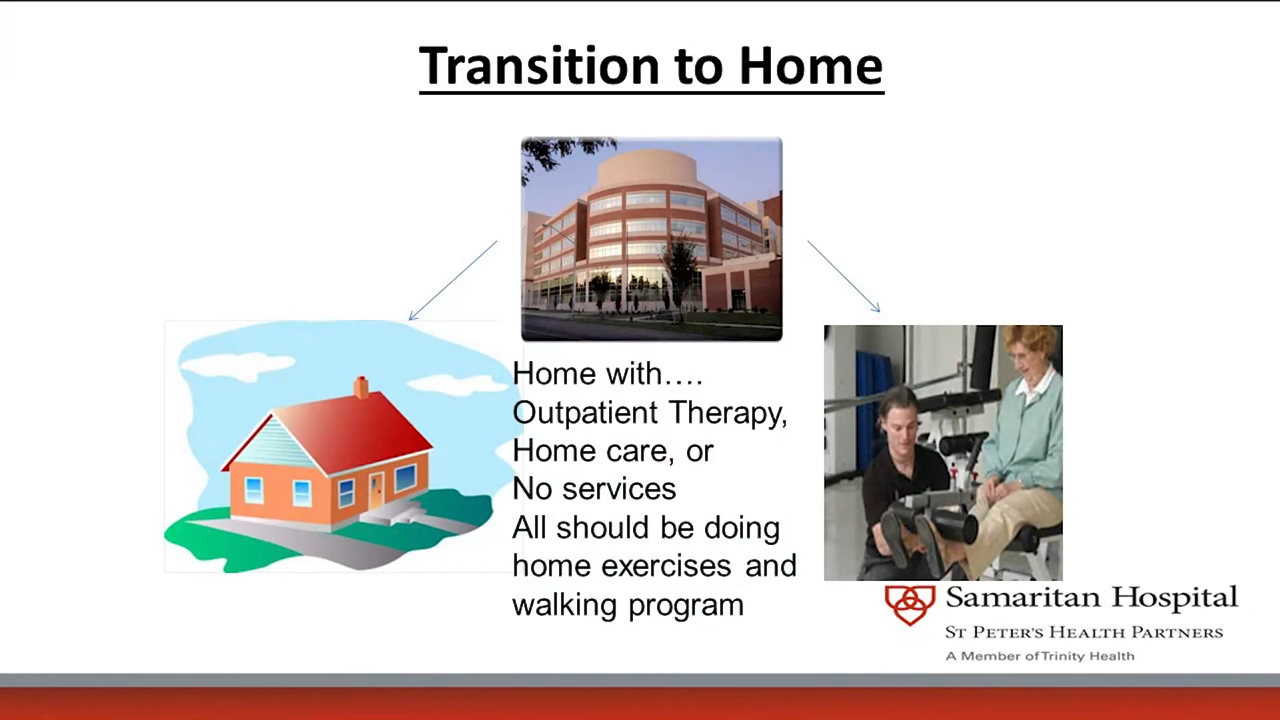 Transition to Home
Home with....
Outpatient Therapy,
Home care, or
No services
All should be doing
home exercises and
walking program
Samaritan Hospital
ST PETER'S HEALTH PARTNERS
A Member of Trinity Health